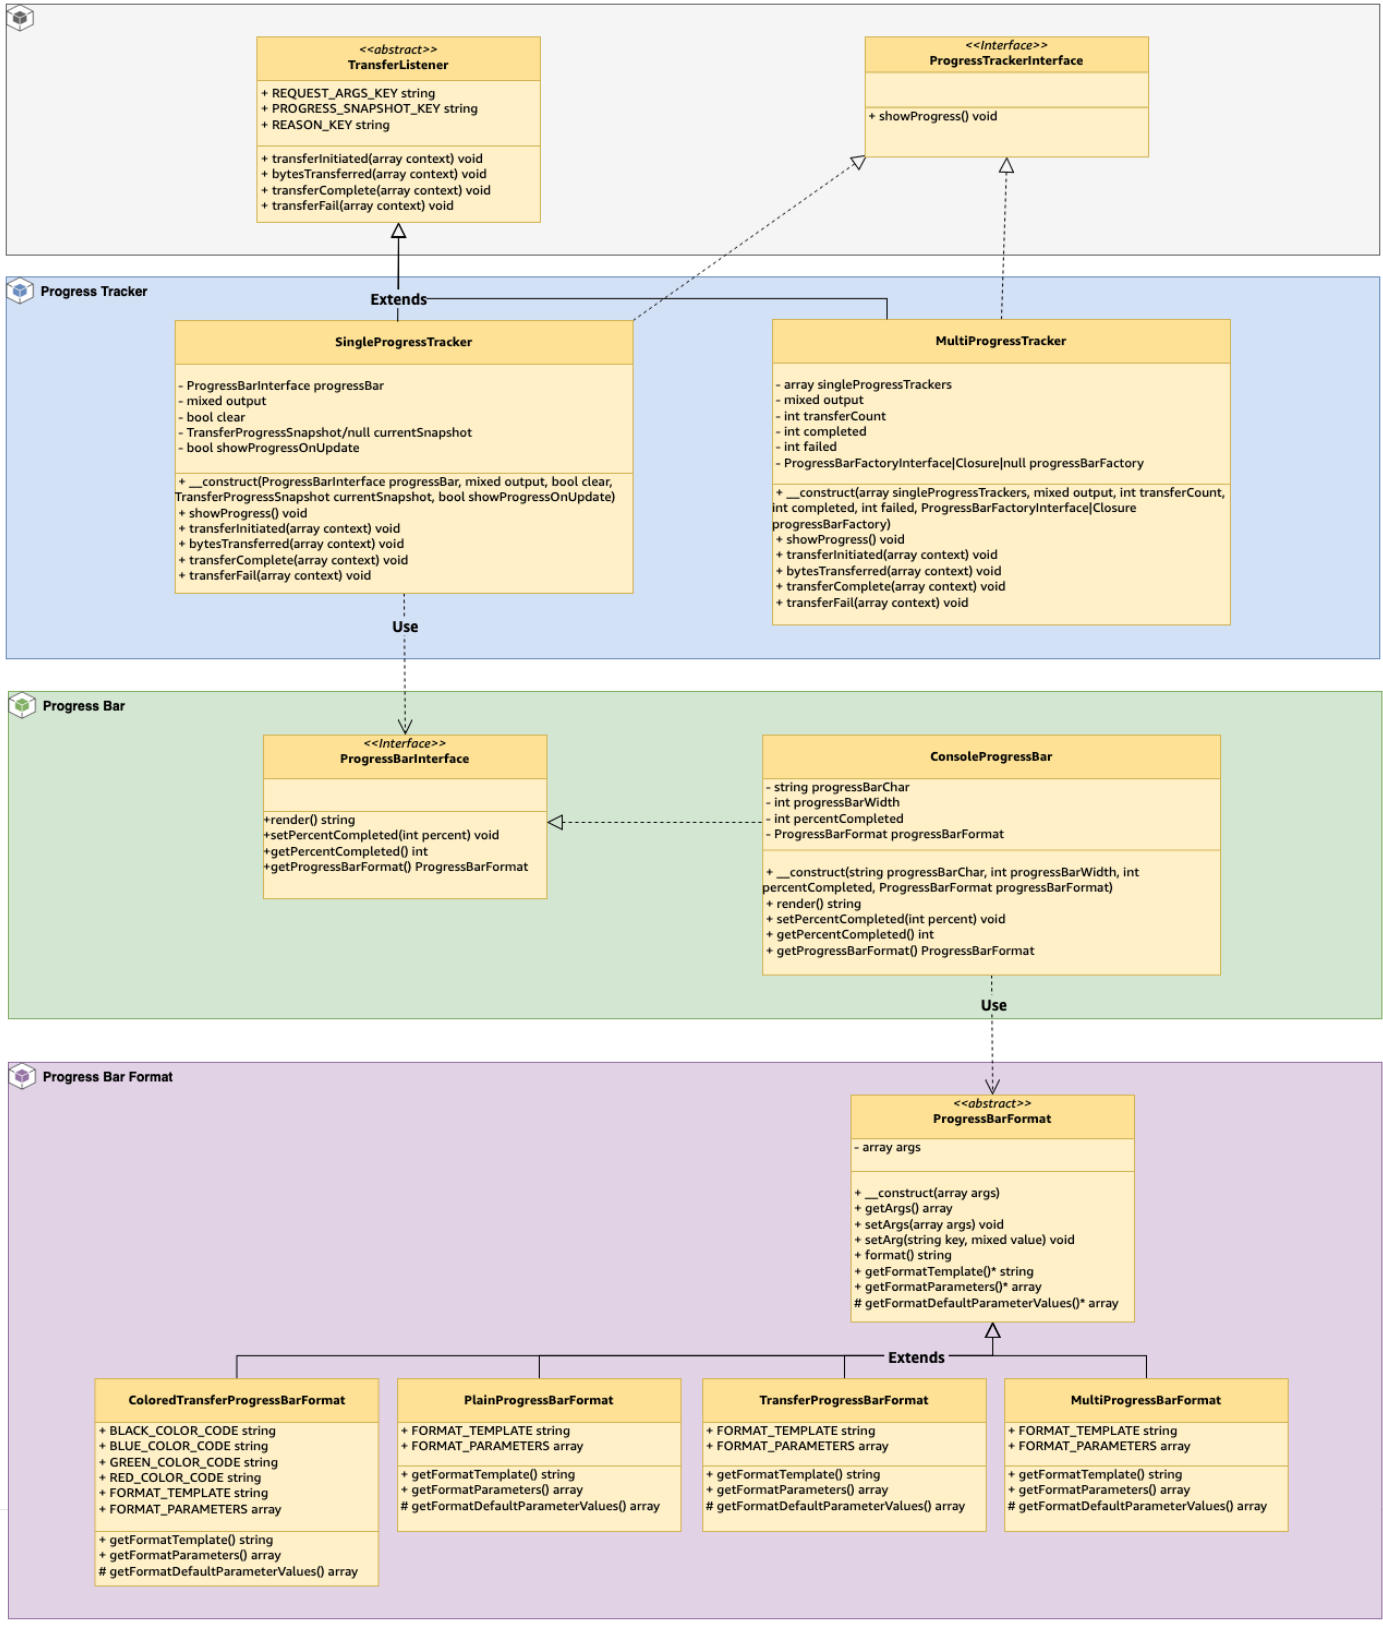 <<abstract>>
TransferListener
+ REQUEST_ARGS_KEY string
+ PROGRESS_SNAPSHOT_KEY string
+ REASON_KEY string
+ transferInitiated(array context) void
+ bytesTransferred(array context) void
+ transferComplete(array context) void
+ transferFail(array context) void
<<Interface>>
ProgressTrackerInterface
+ showProgress() void
Progress Tracker
Extends
SingleProgressTracker
- ProgressBarInterface progressBar
- mixed output
- bool clear
- TransferProgressSnapshot/null currentSnapshot
- bool showProgressOnUpdate
+ __construct(ProgressBarInterface progressBar, mixed output, bool clear,
TransferProgressSnapshot currentSnapshot, bool showProgressOnUpdate)
+ showProgress() void
+ transferInitiated(array context) void
+ bytesTransferred(array context) void
+ transferComplete(array context) void
+ transferFail(array context) void
MultiProgressTracker
- array singleProgressTrackers
- mixed output
- int transferCount
- int completed
- int failed
- ProgressBarFactoryInterface|Closure|null progressBarFactory
+ __construct(array singleProgressTrackers, mixed output, int transferCount,
int completed, int failed, ProgressBarFactoryInterface|Closure
progressBarFactory)
+ showProgress() void
+ transferInitiated(array context) void
+ bytesTransferred(array context) void
+ transferComplete(array context) void
+ transferFail(array context) void
Use
Progress Bar
<<Interface>>
ProgressBarInterface
+render() string
+setPercentCompleted(int percent) void
+getPercentCompleted() int
+getProgressBarFormat() ProgressBarFormat
ConsoleProgressBar
- string progressBarChar
- int progressBarWidth
- int percentCompleted
- ProgressBarFormat progressBarFormat
+ __construct(string progressBarChar, int progressBarWidth, int
percentCompleted, ProgressBarFormat progressBarFormat)
+ render() string
+ setPercentCompleted(int percent) void
+ getPercentCompleted() int
+ getProgressBarFormat() ProgressBarFormat
Use
Progress Bar Format
<<abstract>>
ProgressBarFormat
- array args
+ __construct(array args)
+ getArgs() array
+ setArgs(array args) void
+ setArg(string key, mixed value) void
+ format() string
+ getFormatTemplate()* string
+ getFormatParameters()* array
# getFormatDefaultParameterValues()* array
Extends
ColoredTransferProgressBarFormat
+ BLACK_COLOR_CODE string
+ BLUE_COLOR_CODE string
+ GREEN_COLOR_CODE string
+ RED_COLOR_CODE string
+ FORMAT_TEMPLATE string
+ FORMAT_PARAMETERS array
+ getFormatTemplate() string
+ getFormatParameters() array
# getFormatDefaultParameterValues() array
PlainProgressBarFormat
+ FORMAT_TEMPLATE string
+ FORMAT_PARAMETERS array
+ getFormatTemplate() string
+ getFormatParameters() array
# getFormatDefaultParameterValues() array
TransferProgressBarFormat
+ FORMAT_TEMPLATE string
+ FORMAT_PARAMETERS array
+ getFormatTemplate() string
+ getFormatParameters() array
# getFormatDefaultParameterValues() array
MultiProgressBarFormat
+ FORMAT_TEMPLATE string
+ FORMAT_PARAMETERS array
+ getFormatTemplate() string
+ getFormatParameters() array
# getFormatDefaultParameterValues() array